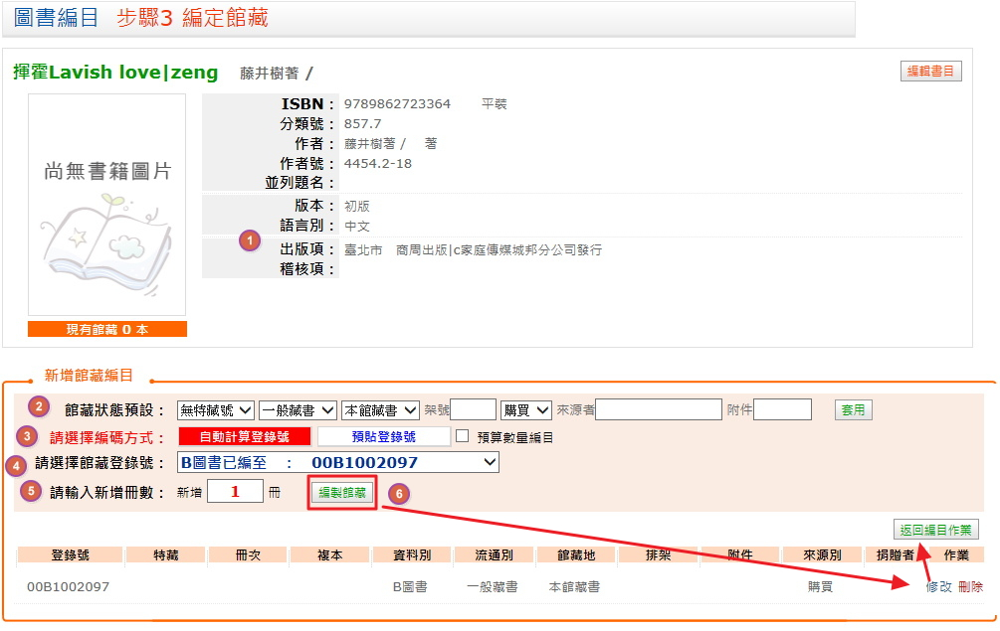 圖書編目 步驟3 編定館藏
揮霍Lavish love|zeng 藤井樹著 / 編輯書目
尚無書籍圖片
現有館藏 0 本
ISBN： 9789862723364 平裝
分類號： 857.7
作者： 藤井樹著 / 著
作者號： 4454.2-18
並列題名：
版本： 初版
語言別： 中文
1
出版項： 臺北市 商周出版|c家庭傳媒城邦分公司發行
稽核項：
新增館藏編目
2 館藏狀態預設： 無特藏號 一般藏書 本館藏書 架號 購買 來源者 附件 套用
3 請選擇編碼方式： 自動計算登錄號 預貼登錄號 預算數量編目
4 請選擇館藏登錄號： B圖書已編至 ： 00B1002097
5 請輸入新增冊數： 新增 1 冊 編製館藏 6
返回編目作業
登錄號 特藏 冊次 複本 資料別 流通別 館藏地 排架 附件 來源別 捐贈者 作業
00B1002097 B圖書 一般藏書 本館藏書 購買 修改 刪除